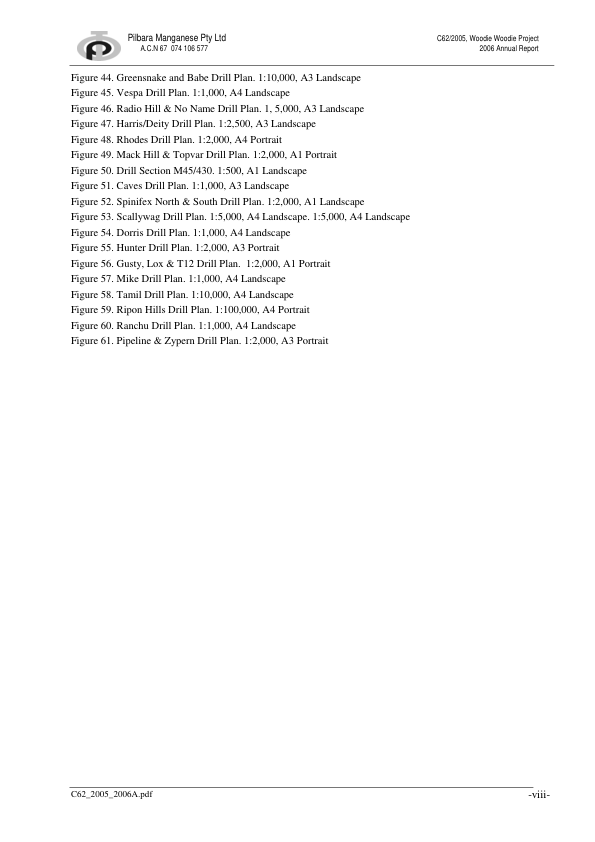 Pilbara Manganese Pty Ltd
A.C.N 67 074 106 577
C62/2005, Woodie Woodie Project
2006 Annual Report
Figure 44. Greensnake and Babe Drill Plan. 1:10,000, A3 Landscape
Figure 45. Vespa Drill Plan. 1:1,000, A4 Landscape
Figure 46. Radio Hill & No Name Drill Plan. 1, 5,000, A3 Landscape
Figure 47. Harris/Deity Drill Plan. 1:2,500, A3 Landscape
Figure 48. Rhodes Drill Plan. 1:2,000, A4 Portrait
Figure 49. Mack Hill & Topvar Drill Plan. 1:2,000, A1 Portrait
Figure 50. Drill Section M45/430. 1:500, A1 Landscape
Figure 51. Caves Drill Plan. 1:1,000, A3 Landscape
Figure 52. Spinifex North & South Drill Plan. 1:2,000, A1 Landscape
Figure 53. Scallywag Drill Plan. 1:5,000, A4 Landscape. 1:5,000, A4 Landscape
Figure 54. Dorris Drill Plan. 1:1,000, A4 Landscape
Figure 55. Hunter Drill Plan. 1:2,000, A3 Portrait
Figure 56. Gusty, Lox & T12 Drill Plan.  1:2,000, A1 Portrait
Figure 57. Mike Drill Plan. 1:1,000, A4 Landscape
Figure 58. Tamil Drill Plan. 1:10,000, A4 Landscape
Figure 59. Ripon Hills Drill Plan. 1:100,000, A4 Portrait
Figure 60. Ranchu Drill Plan. 1:1,000, A4 Landscape
Figure 61. Pipeline & Zypern Drill Plan. 1:2,000, A3 Portrait
C62_2005_2006A.pdf
-viii-